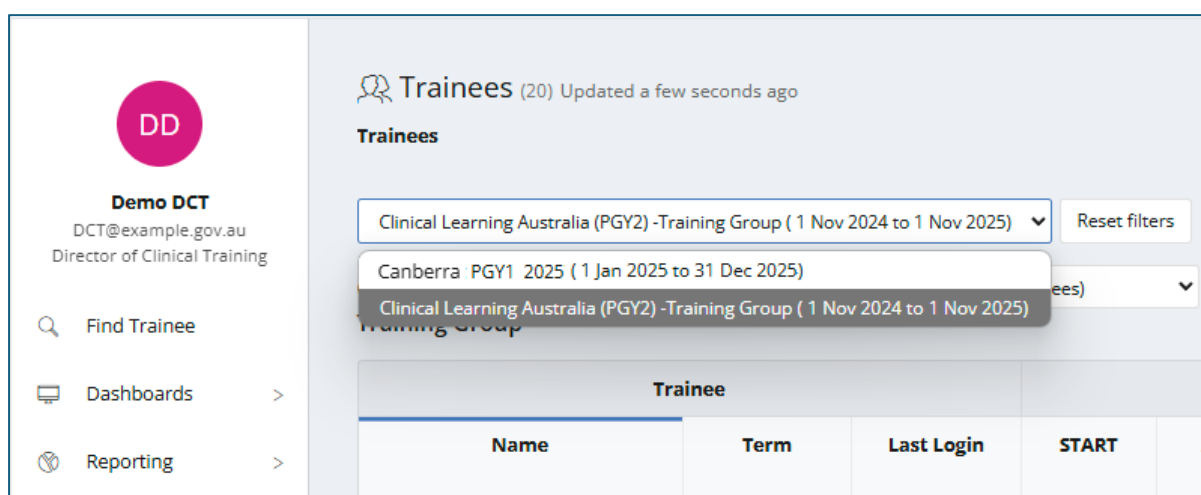 DD
Demo DCT
DCT@example.gov.au
Director of Clinical Training
Find Trainee
Dashboards >
Reporting >
Trainees (20) Updated a few seconds ago
Trainees
Clinical Learning Australia (PGY2) -Training Group ( 1 Nov 2024 to 1 Nov 2025)
Reset filters
Canberra PGY1 2025 ( 1 Jan 2025 to 31 Dec 2025)
Clinical Learning Australia (PGY2) -Training Group ( 1 Nov 2024 to 1 Nov 2025)
ees)
Training Group
Trainee
Name Term Last Login START